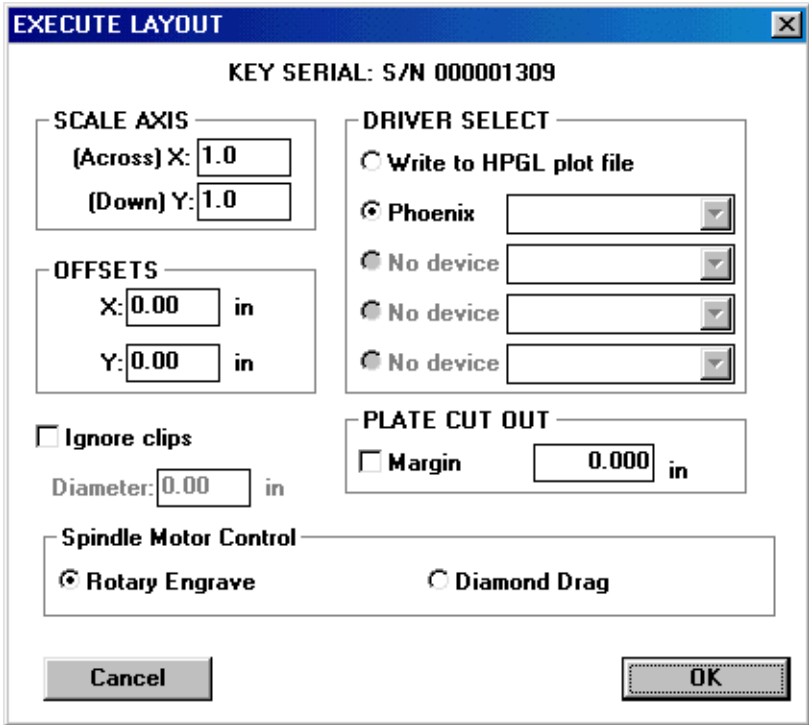 EXECUTE LAYOUT
KEY SERIAL: S/N 000001309
SCALE AXIS
(Across) X: 1.0
(Down) Y: 1.0
OFFSETS
X: 0.00 in
Y: 0.00 in
Ignore clips
Diameter: 0.00 in
DRIVER SELECT
Write to HPGL plot file
Phoenix
No device
No device
No device
PLATE CUT OUT
Margin 0.000 in
Spindle Motor Control
Rotary Engrave Diamond Drag
Cancel OK